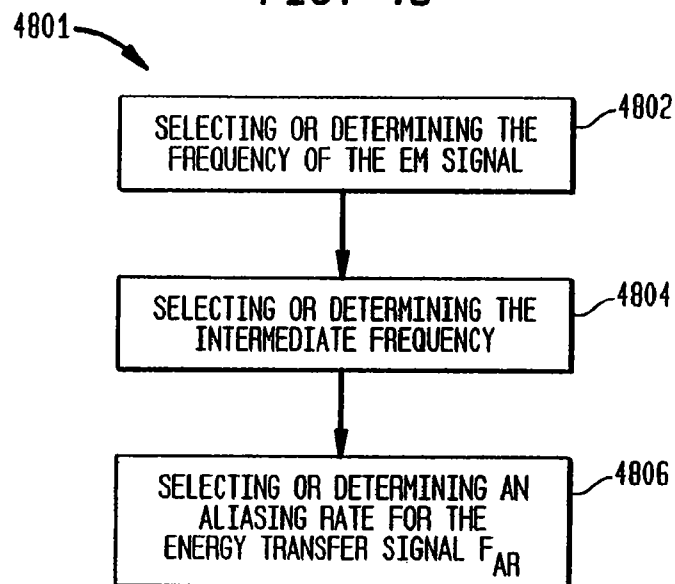 4801
4802
SELECTING OR DETERMINING THE
FREQUENCY OF THE EM SIGNAL
4804
SELECTING OR DETERMINING THE
INTERMEDIATE FREQUENCY
4806
SELECTING OR DETERMINING AN
ALIASING RATE FOR THE
ENERGY TRANSFER SIGNAL F_AR